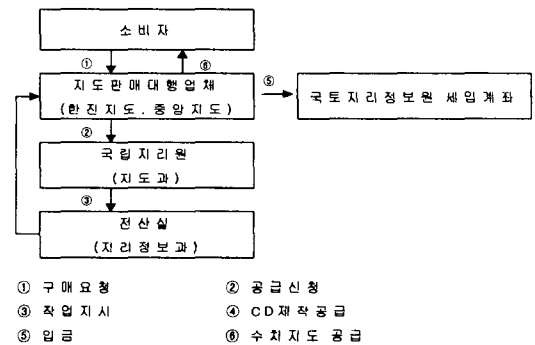 소비자
① ⑥
지도판매대행업체
(한진지도.중앙지도)
⑤
국토지리정보원 세입계좌
②
국립지리원
(지도과)
③
전산실
(지리정보과)
① 구매요청 ② 공급신청
③ 작업지시 ④ CD제작공급
⑤ 입금 ⑥ 수치지도 공급